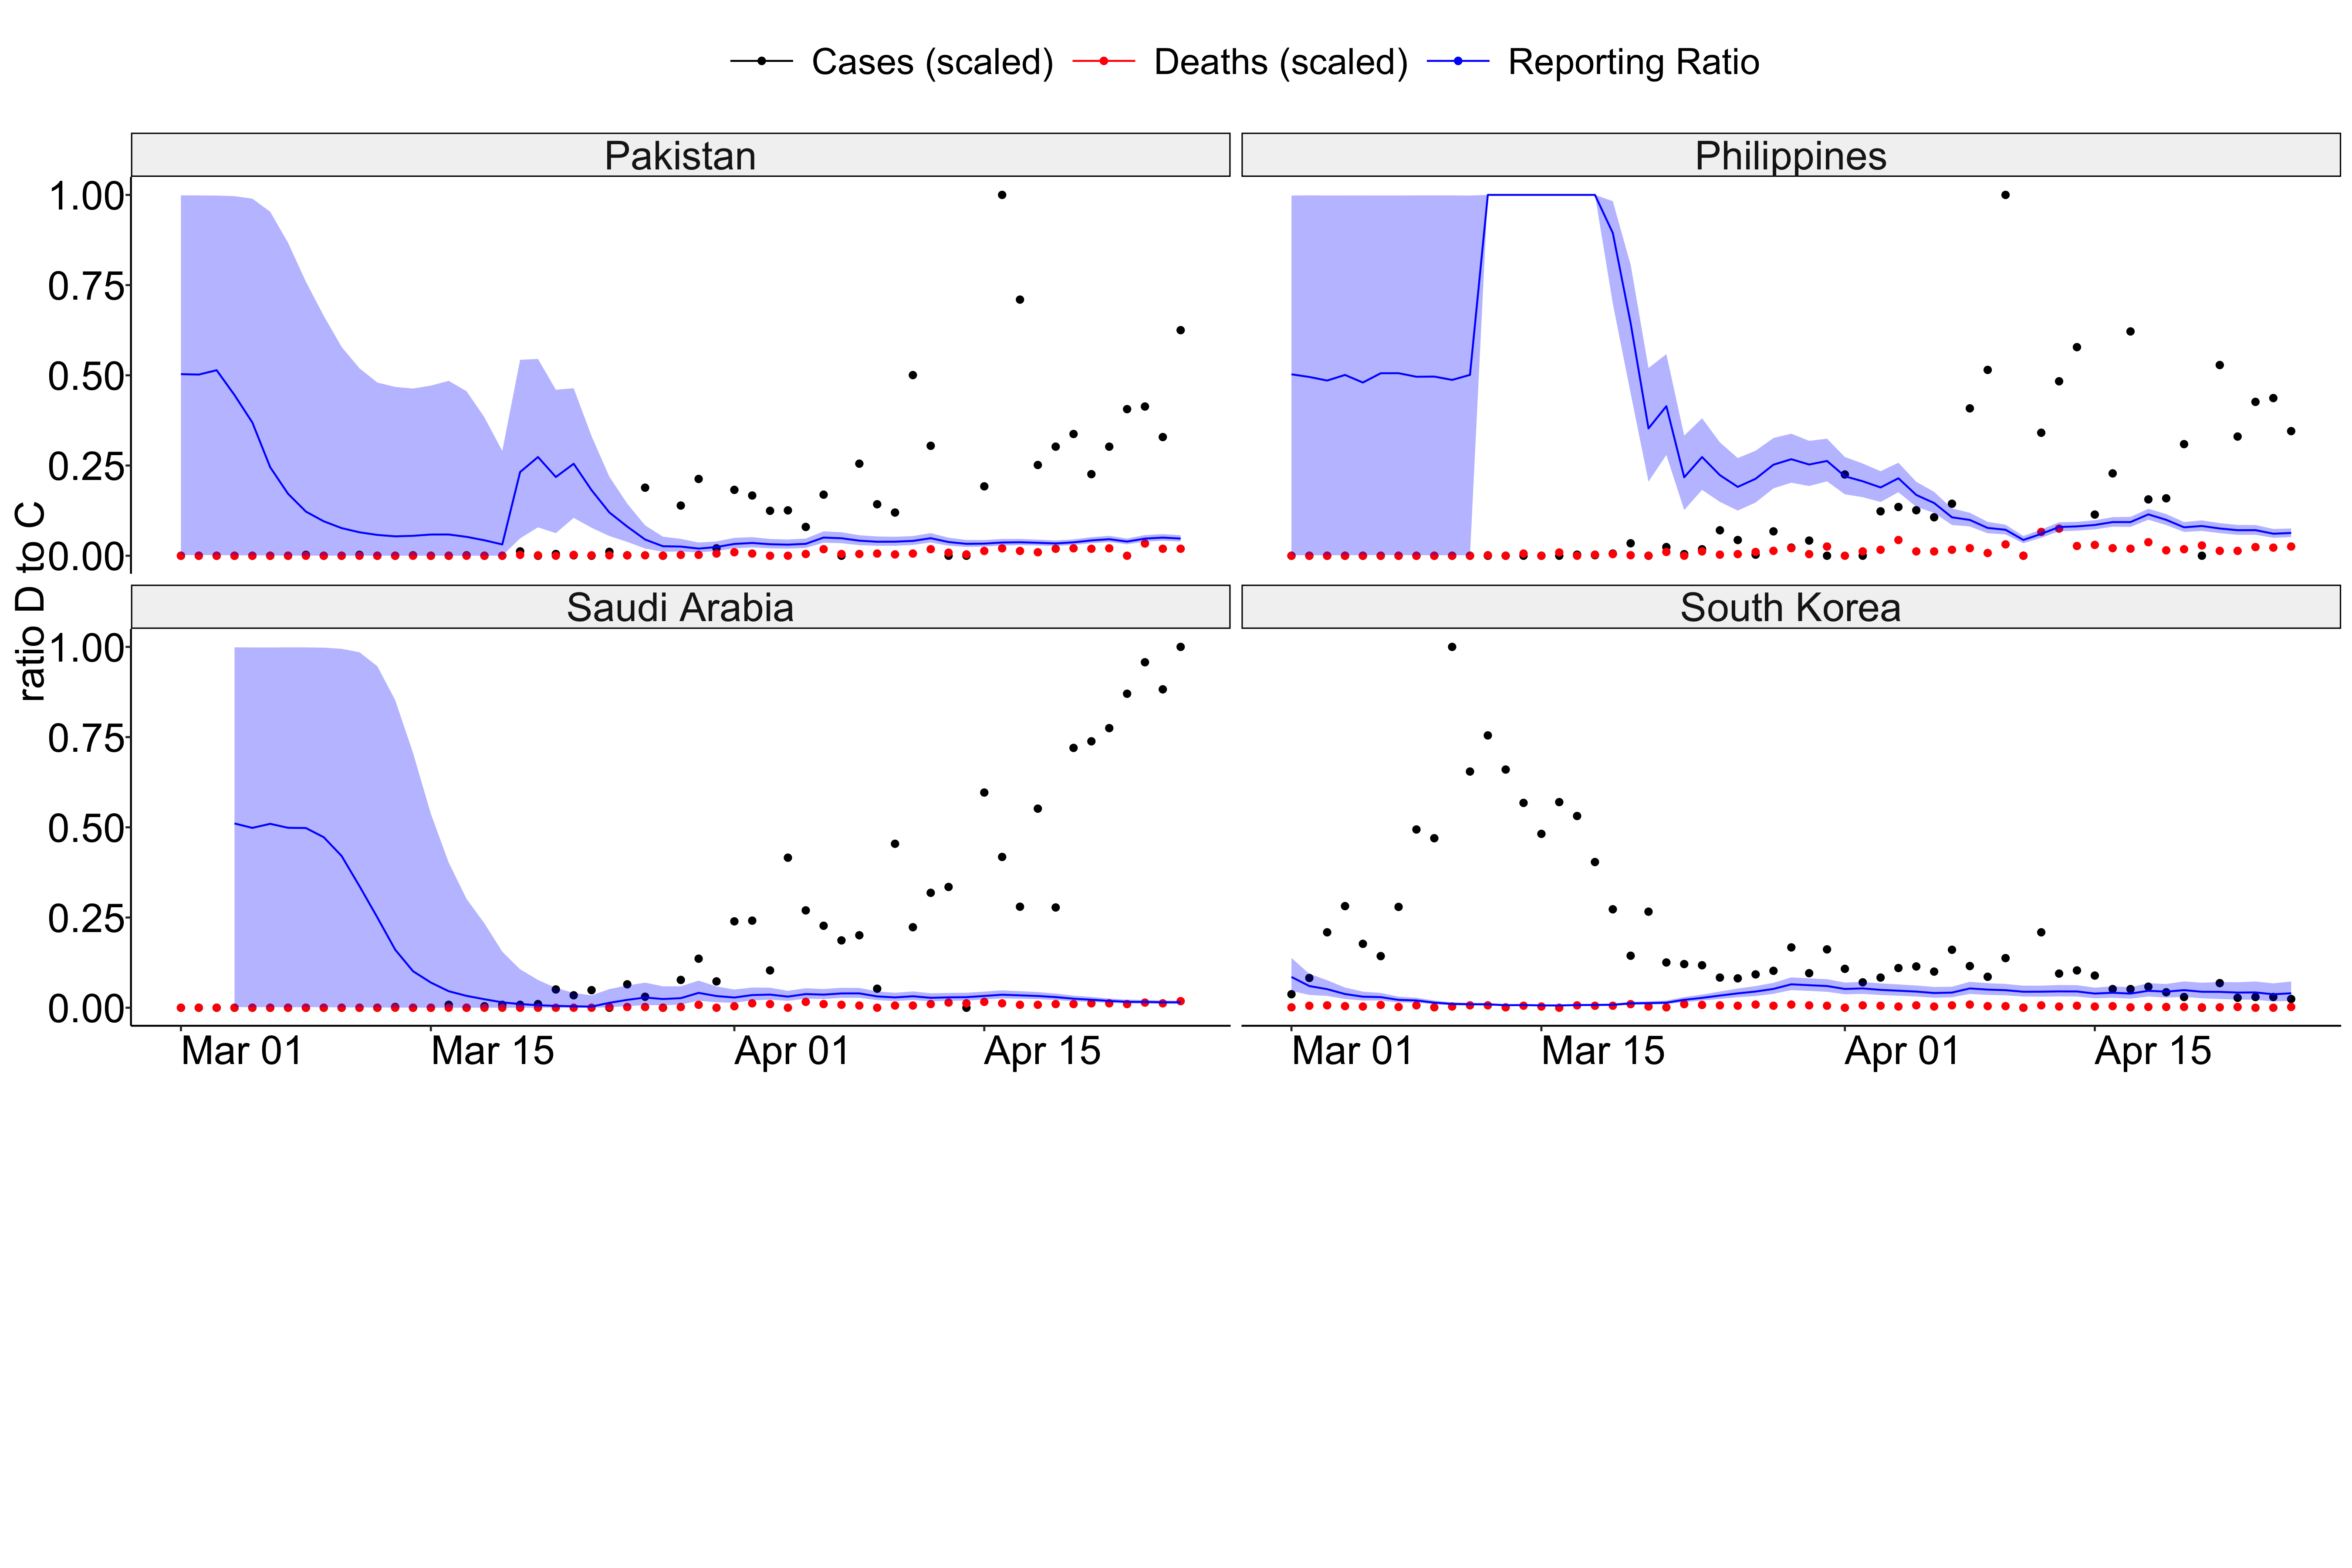 Cases (scaled) Deaths (scaled) Reporting Ratio
Pakistan Philippines
1.00
0.75
0.50
0.25
0.00
Saudi Arabia South Korea
1.00
0.75
0.50
0.25
0.00
ratio D to C
Mar 01 Mar 15 Apr 01 Apr 15 Mar 01 Mar 15 Apr 01 Apr 15